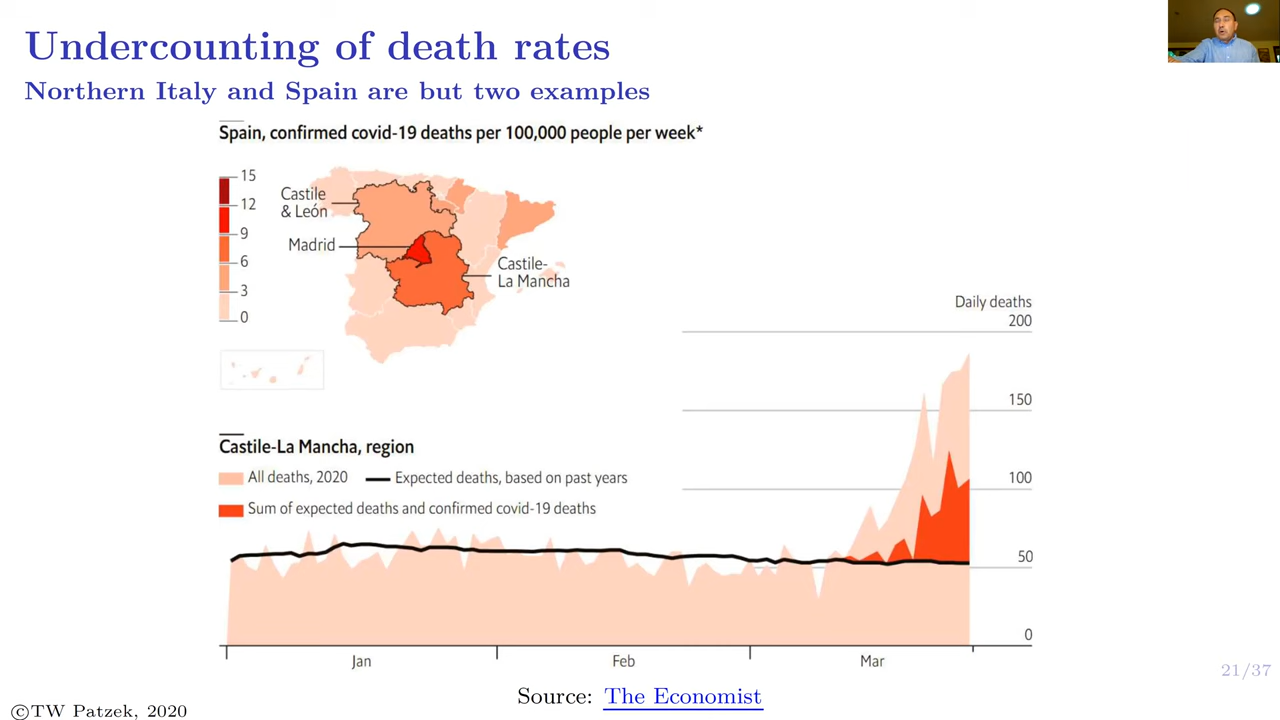 Undercounting of death rates
Northern Italy and Spain are but two examples
Spain, confirmed covid-19 deaths per 100,000 people per week*
15
12
9
6
3
0
Castile
& León
Madrid
Castile-
La Mancha
Daily deaths
200
150
100
50
0
Castile-La Mancha, region
All deaths, 2020
Expected deaths, based on past years
Sum of expected deaths and confirmed covid-19 deaths
Jan
Feb
Mar
Source: The Economist
21/37
©TW Patzek, 2020